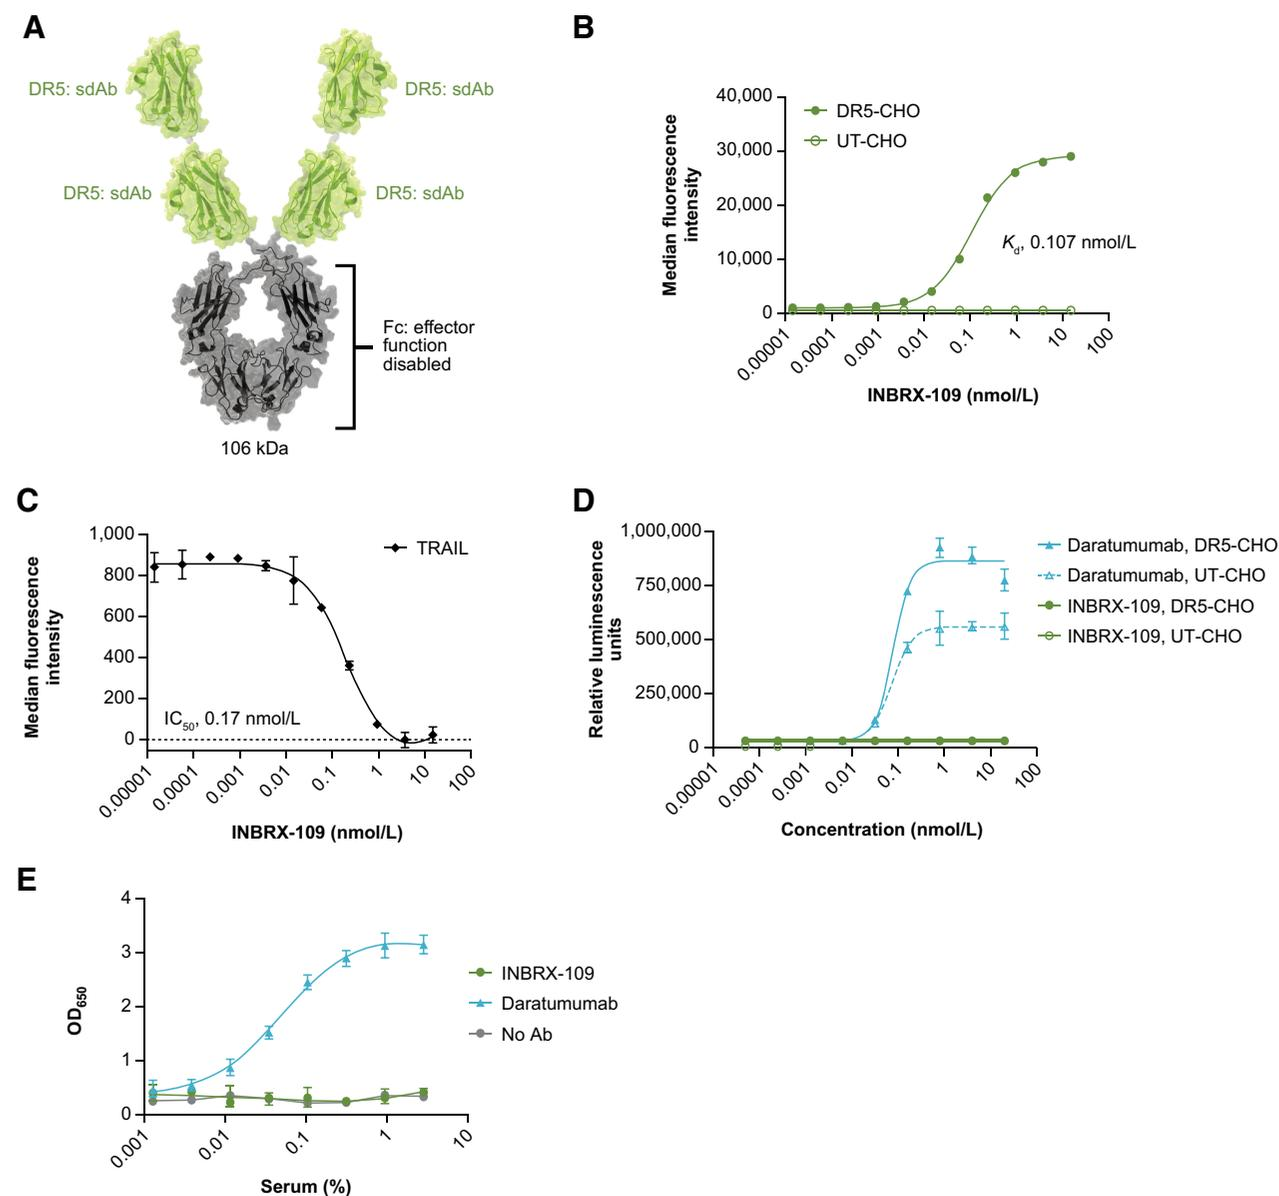 A
DR5: sdAb
DR5: sdAb
DR5: sdAb
DR5: sdAb
Fc: effector
function
disabled
106 kDa
B
Median fluorescence
intensity
40,000
30,000
20,000
10,000
0
DR5-CHO
UT-CHO
Kd, 0.107 nmol/L
0.00001
0.0001
0.001
0.01
0.1
1
10
100
INBRX-109 (nmol/L)
C
Median fluorescence
intensity
1,000
800
600
400
200
0
TRAIL
IC50, 0.17 nmol/L
0.00001
0.0001
0.001
0.01
0.1
1
10
100
INBRX-109 (nmol/L)
D
Relative luminescence
units
1,000,000
750,000
500,000
250,000
0
Daratumumab, DR5-CHO
Daratumumab, UT-CHO
INBRX-109, DR5-CHO
INBRX-109, UT-CHO
0.00001
0.0001
0.001
0.01
0.1
1
10
100
Concentration (nmol/L)
E
OD650
4
3
2
1
0
INBRX-109
Daratumumab
No Ab
0.001
0.01
0.1
1
10
Serum (%)